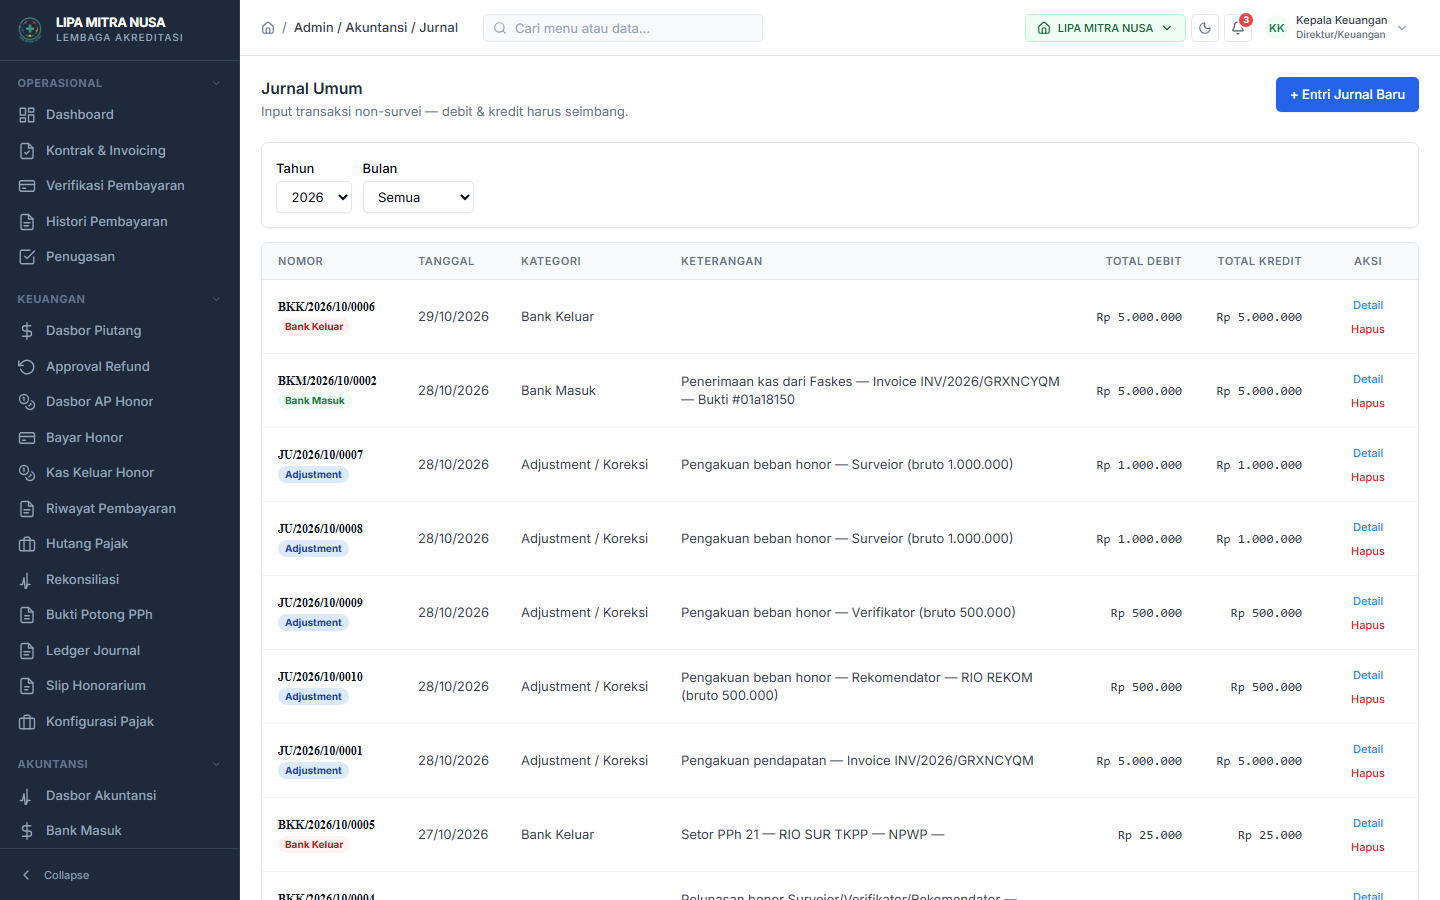 LIPA MITRA NUSA
LEMBAGA AKREDITASI
OPERASIONAL
Dashboard
Kontrak & Invoicing
Verifikasi Pembayaran
Histori Pembayaran
Penugasan
KEUANGAN
Dasbor Piutang
Approval Refund
Dasbor AP Honor
Bayar Honor
Kas Keluar Honor
Riwayat Pembayaran
Hutang Pajak
Rekonsiliasi
Bukti Potong PPh
Ledger Journal
Slip Honorarium
Konfigurasi Pajak
AKUNTANSI
Dasbor Akuntansi
Bank Masuk
Collapse
/ Admin / Akuntansi / Jurnal
Cari menu atau data...
LIPA MITRA NUSA
3
KK
Kepala Keuangan
Direktur/Keuangan
Jurnal Umum
Input transaksi non-survei — debit & kredit harus seimbang.
+ Entri Jurnal Baru
Tahun Bulan
2026 Semua
NOMOR TANGGAL KATEGORI KETERANGAN TOTAL DEBIT TOTAL KREDIT AKSI
BKK/2026/10/0006
Bank Keluar
29/10/2026 Bank Keluar Rp 5.000.000 Rp 5.000.000
Detail
Hapus
BKM/2026/10/0002
Bank Masuk
28/10/2026 Bank Masuk
Penerimaan kas dari Faskes — Invoice INV/2026/GRXNCYQM
— Bukti #01a18150
Rp 5.000.000 Rp 5.000.000
Detail
Hapus
JU/2026/10/0007
Adjustment
28/10/2026 Adjustment / Koreksi Pengakuan beban honor — Surveior (bruto 1.000.000) Rp 1.000.000 Rp 1.000.000
Detail
Hapus
JU/2026/10/0008
Adjustment
28/10/2026 Adjustment / Koreksi Pengakuan beban honor — Surveior (bruto 1.000.000) Rp 1.000.000 Rp 1.000.000
Detail
Hapus
JU/2026/10/0009
Adjustment
28/10/2026 Adjustment / Koreksi Pengakuan beban honor — Verifikator (bruto 500.000) Rp 500.000 Rp 500.000
Detail
Hapus
JU/2026/10/0010
Adjustment
28/10/2026 Adjustment / Koreksi
Pengakuan beban honor — Rekomendator — RIO REKOM
(bruto 500.000)
Rp 500.000 Rp 500.000
Detail
Hapus
JU/2026/10/0001
Adjustment
28/10/2026 Adjustment / Koreksi Pengakuan pendapatan — Invoice INV/2026/GRXNCYQM Rp 5.000.000 Rp 5.000.000
Detail
Hapus
BKK/2026/10/0005
Bank Keluar
27/10/2026 Bank Keluar Setor PPh 21 — RIO SUR TKPP — NPWP — Rp 25.000 Rp 25.000
Detail
Hapus
BKK/2026/10/0004
Pelunasan honor Surveior/Verifikator/Rekomendator —
Detail